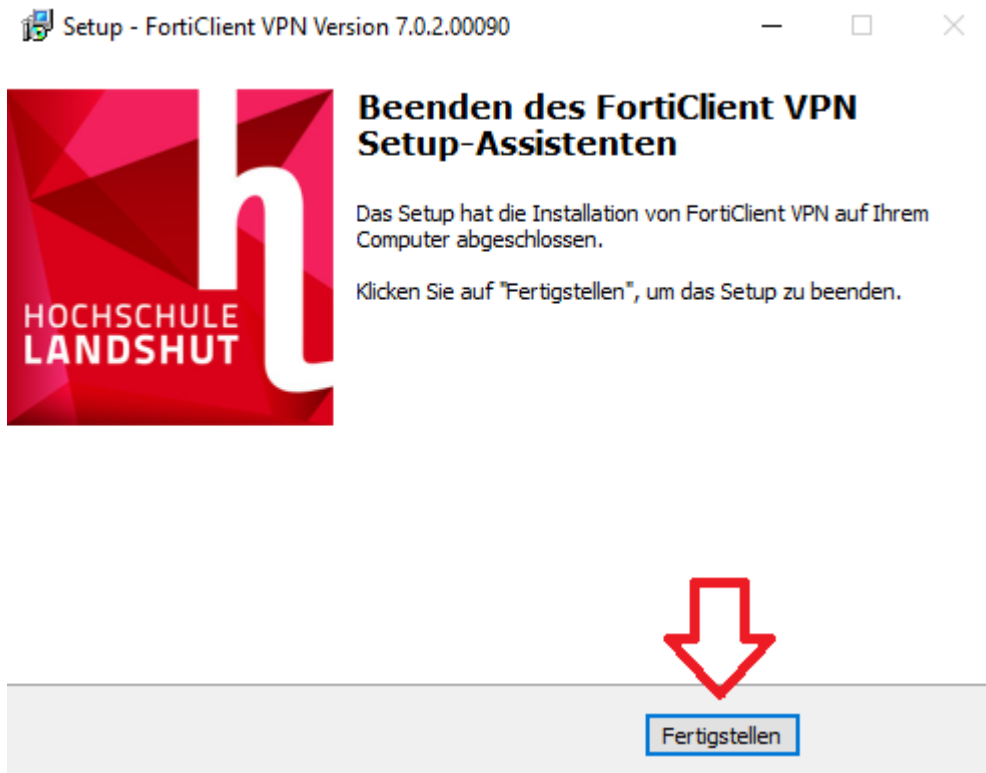 Setup - FortiClient VPN Version 7.0.2.00090
Beenden des FortiClient VPN
Setup-Assistenten
Das Setup hat die Installation von FortiClient VPN auf Ihrem
Computer abgeschlossen.
Klicken Sie auf "Fertigstellen", um das Setup zu beenden.
HOCHSCHULE
LANDSHUT
Fertigstellen